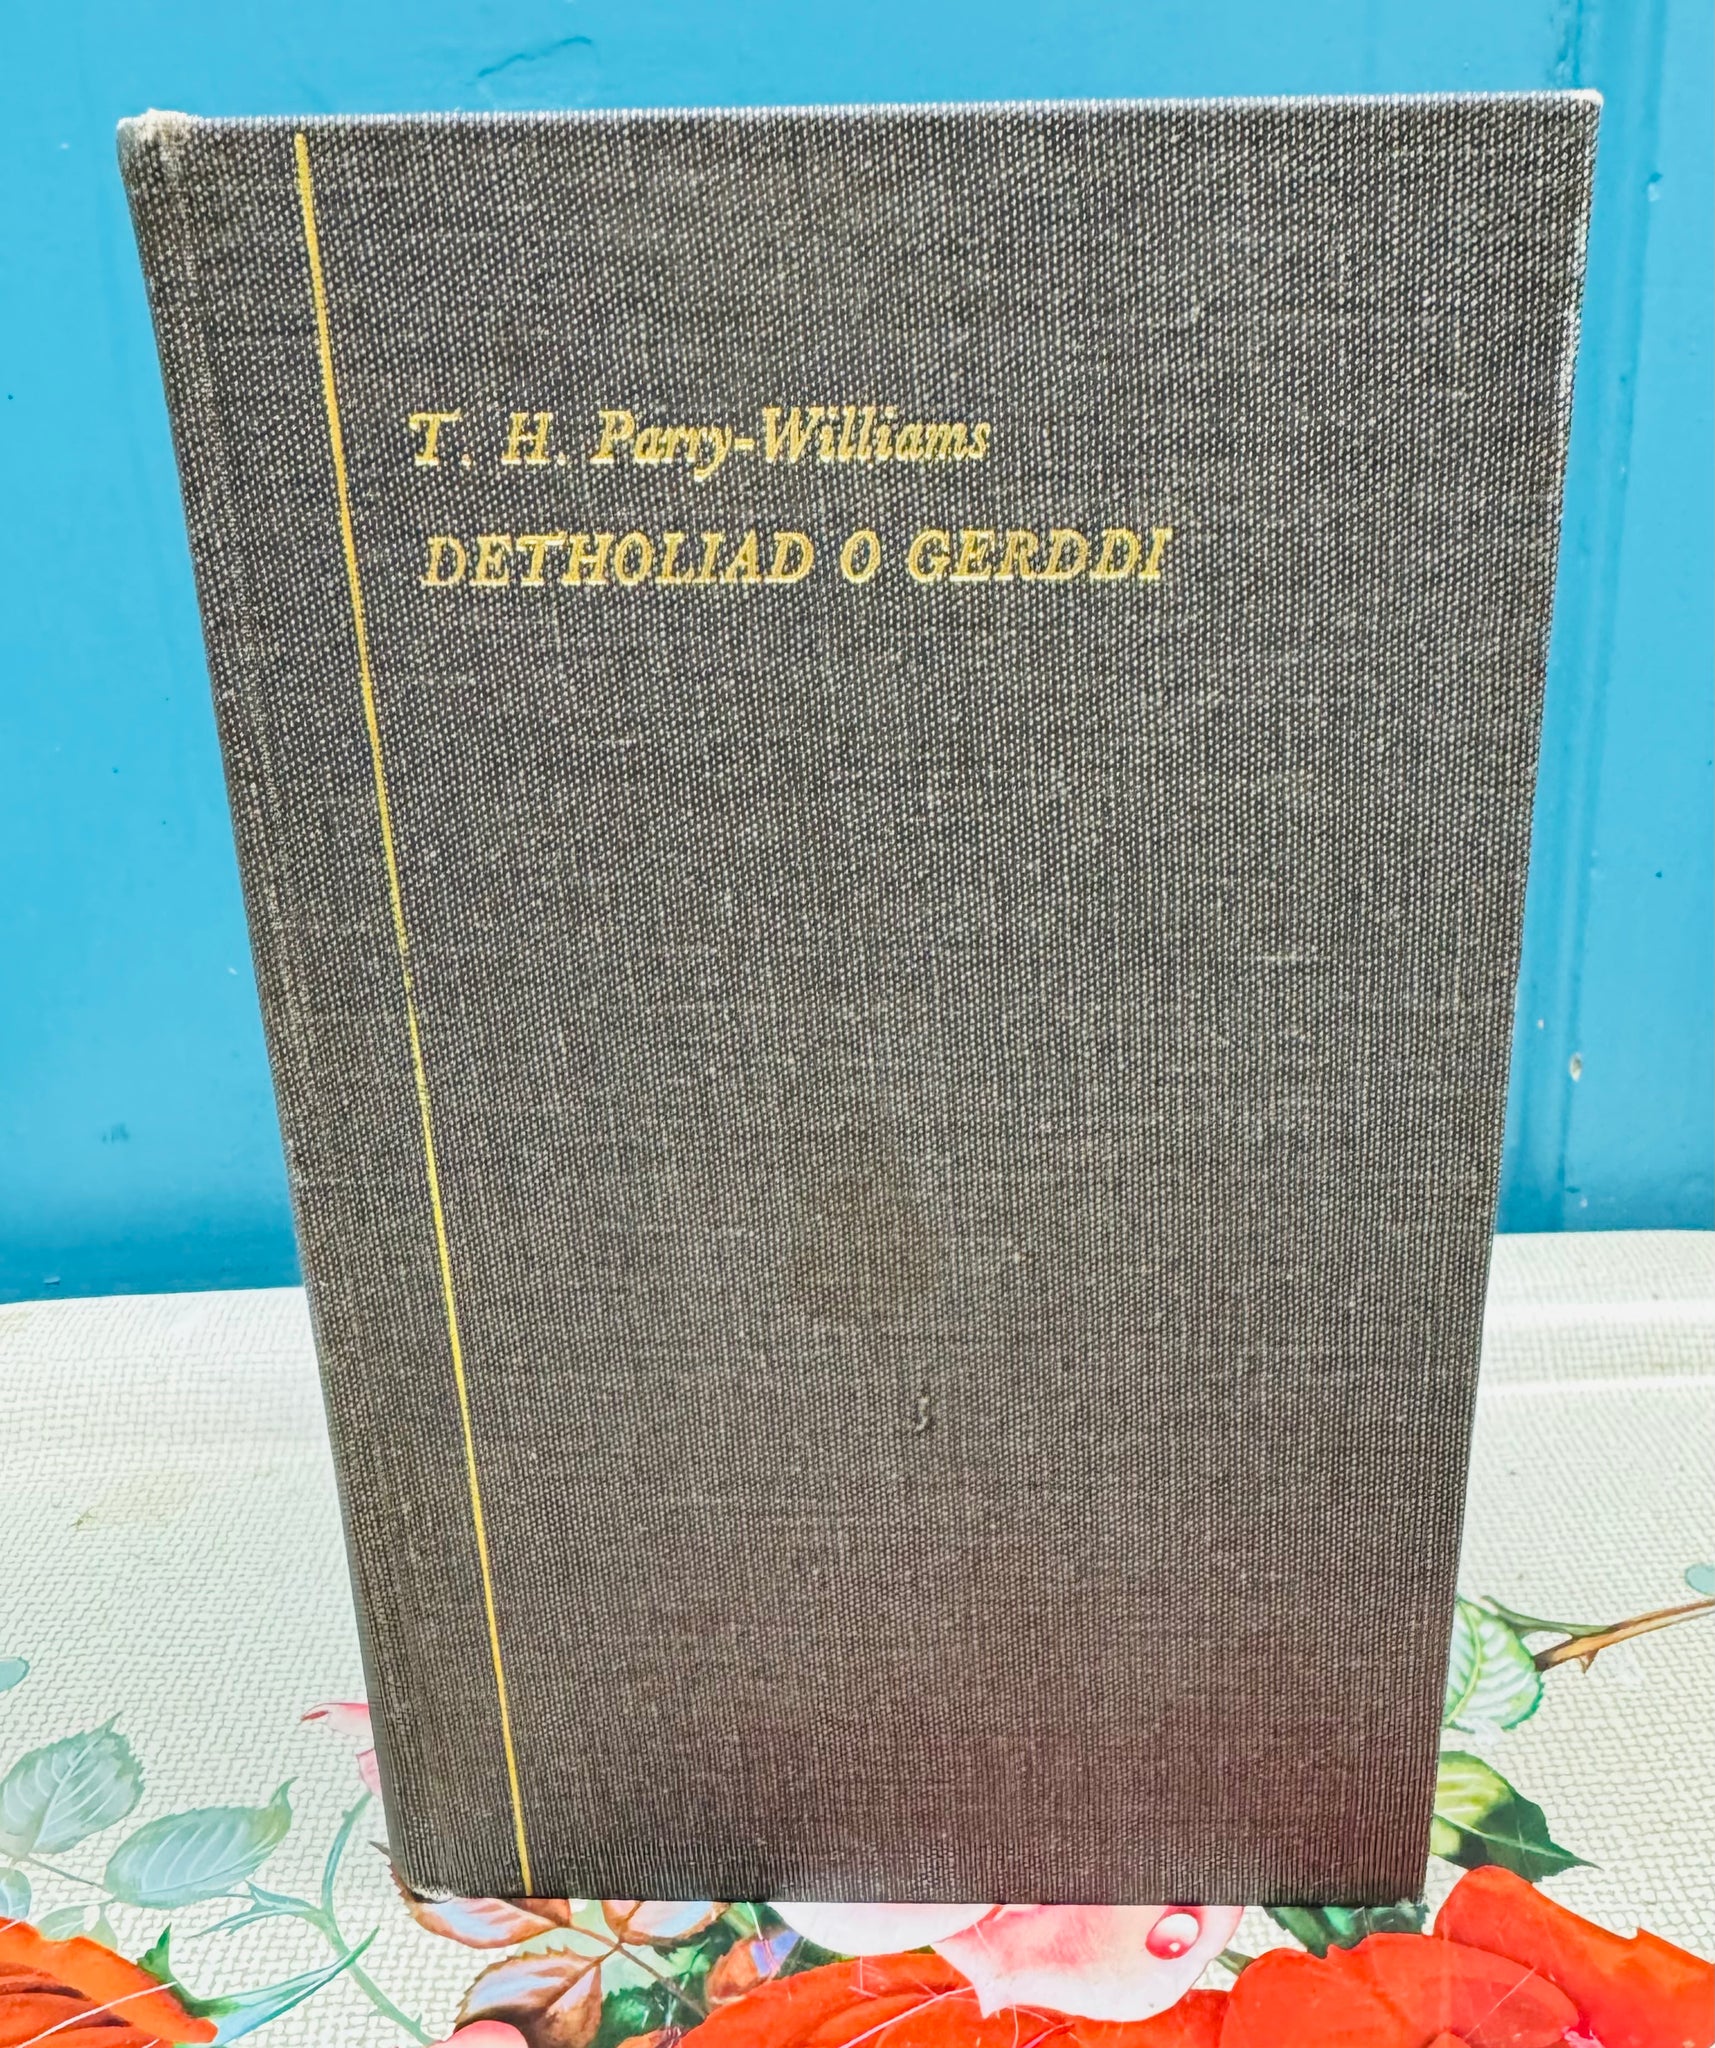 T. H. Parry-Williams
DETHOLIAD O GERDDI